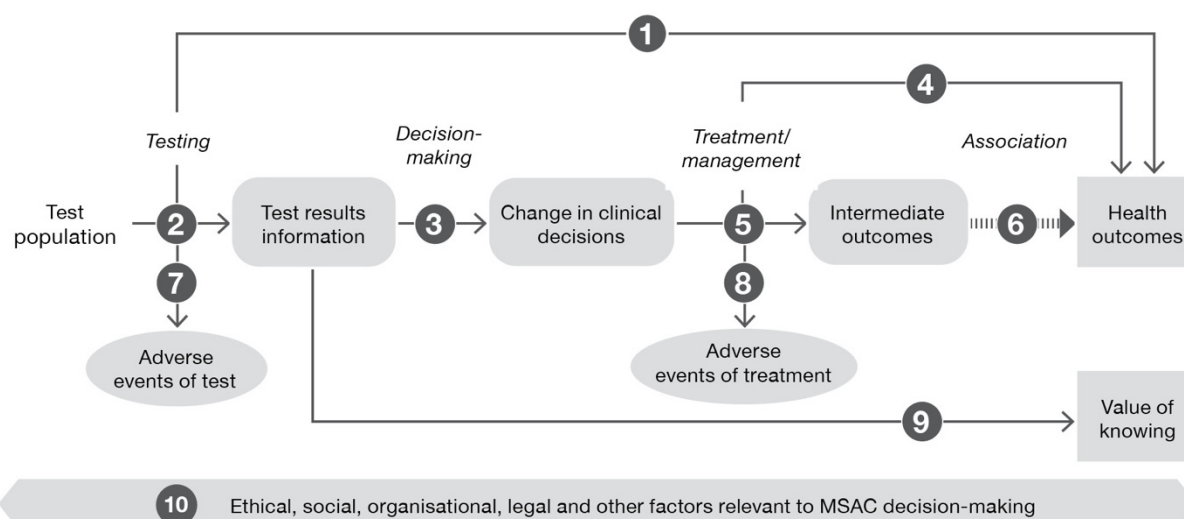 1
4
Testing
Decision-
making
Treatment/
management
Association
Test
population
2
Test results
information
3
Change in clinical
decisions
5
Intermediate
outcomes
6
Health
outcomes
7
8
Adverse
events of test
Adverse
events of treatment
9
Value of
knowing
10 Ethical, social, organisational, legal and other factors relevant to MSAC decision-making